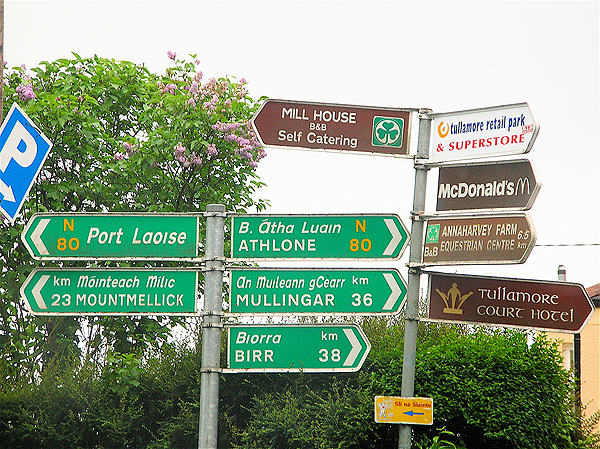 P
N
80 Port Laoise
km Móinteach Mílic
23 MOUNTMELLICK
B. Átha Luain N
ATHLONE 80
An Muileann gCearr km
MULLINGAR 36
Biorra km
BIRR 38
MILL HOUSE
B&B
Self Catering
tullamore retail park
& SUPERSTORE
McDonald's
ANNAHARVEY FARM 6.5
B&B EQUESTRIAN CENTRE km
TULLAMORE
COURT HOTEL
Slí na Sláinte